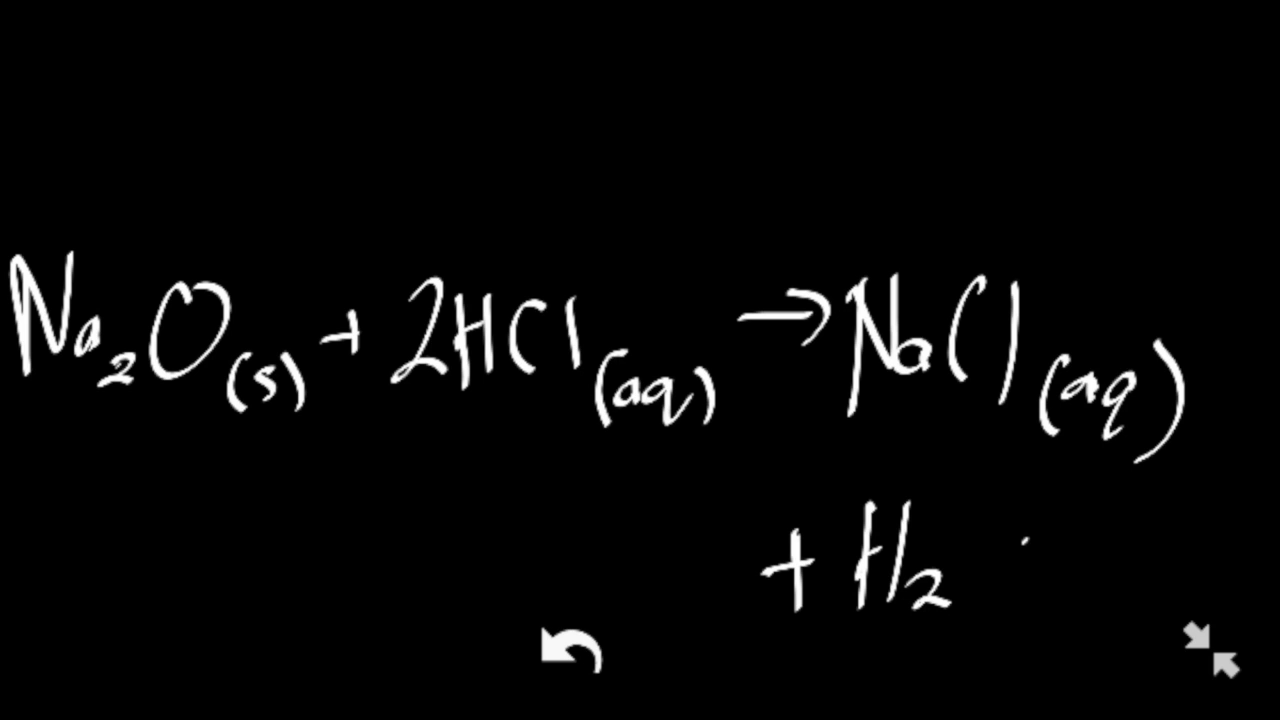 Na₂O(s) + 2HCl(aq) → NaCl(aq)
+ H₂